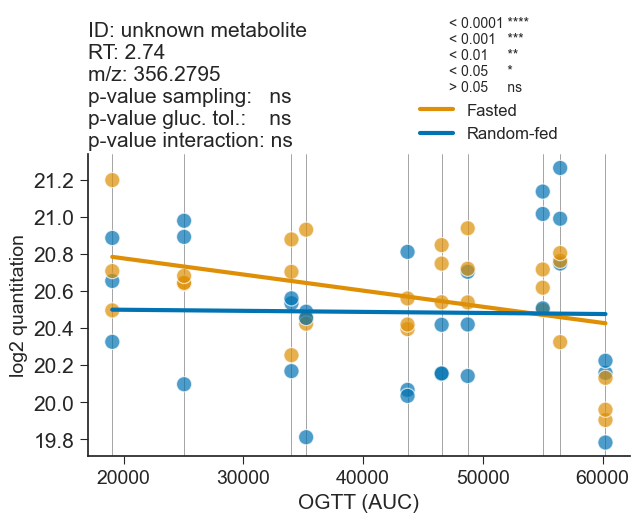 ID: unknown metabolite
RT: 2.74
m/z: 356.2795
p-value sampling: ns
p-value gluc. tol.: ns
p-value interaction: ns
< 0.0001 ****
< 0.001 ***
< 0.01 **
< 0.05 *
> 0.05 ns
Fasted
Random-fed
log2 quantitation
21.2
21.0
20.8
20.6
20.4
20.2
20.0
19.8
20000 30000 40000 50000 60000
OGTT (AUC)